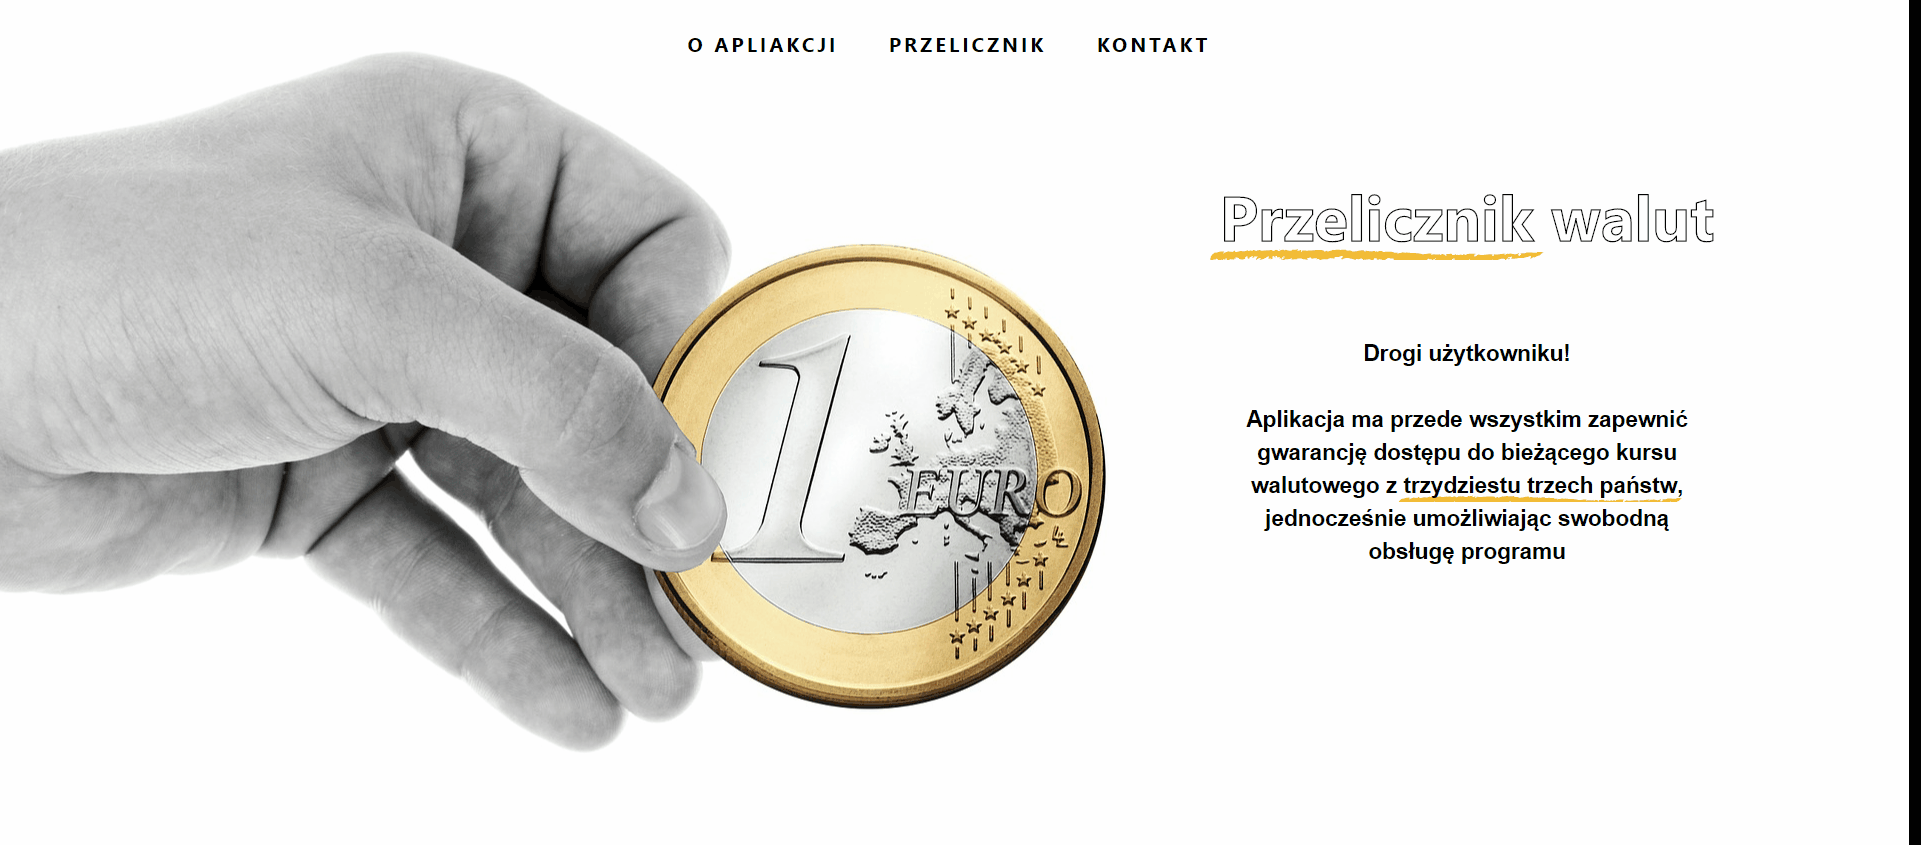 O APLIAKCJI PRZELICZNIK KONTAKT
Przelicznik walut
1
EURO
Drogi użytkowniku!
Aplikacja ma przede wszystkim zapewnić
gwarancję dostępu do bieżącego kursu
walutowego z trzydziestu trzech państw,
jednocześnie umożliwiając swobodną
obsługę programu